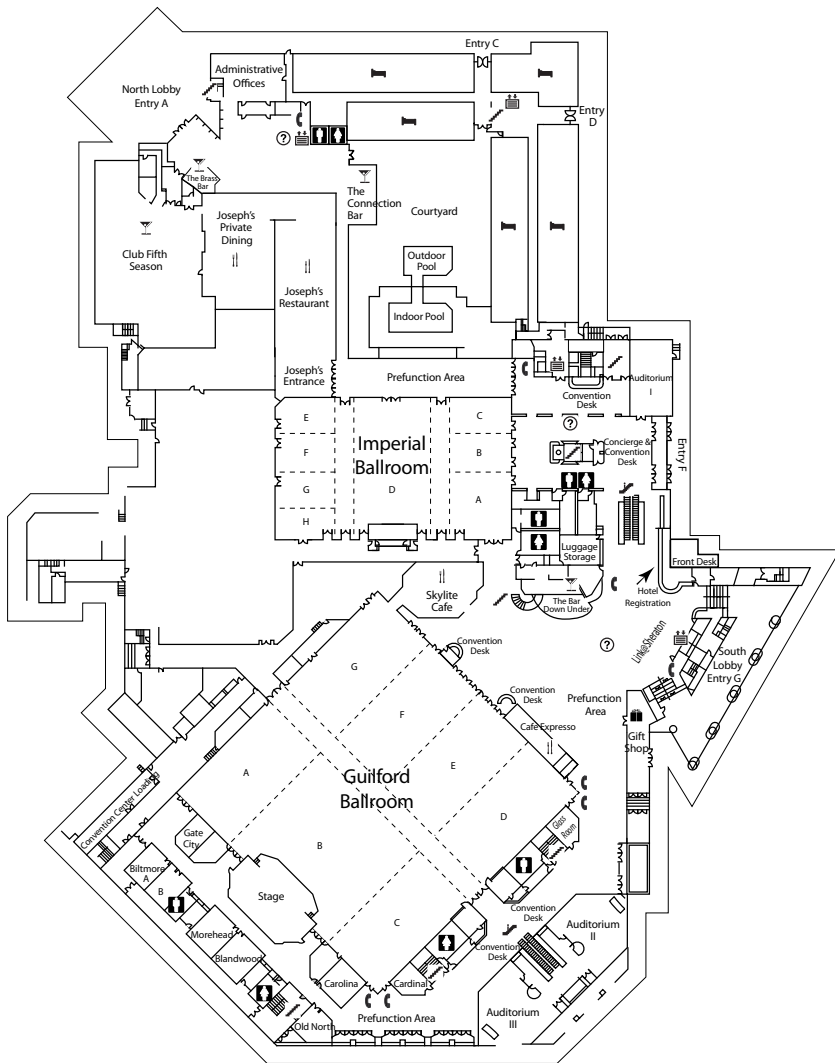 Entry C
Administrative
Offices
North Lobby
Entry A
Entry
D
?
The Brass
Bar
The
Connection
Bar
Courtyard
Joseph's
Private
Dining
Club Fifth
Season
Outdoor
Pool
Joseph's
Restaurant
Indoor Pool
Joseph's
Entrance
Prefunction Area
Auditorium
I
Convention
Desk
E
C
?
Imperial
Ballroom
F
B
Concierge &
Convention
Desk
Entry F
G
D
A
H
Luggage
Storage
Front Desk
Skylite
Cafe
The Bar
Down Under
Hotel
Registration
Link@Sheraton
?
South
Lobby
Entry G
Convention
Desk
G
Convention
Desk
Prefunction
Area
F
Cafe Expresso
Gift
Shop
E
A
Guilford
Ballroom
Convention Center Loading
D
Glass
Room
Gate
City
B
Biltmore
A
B
Stage
Convention
Desk
C
Auditorium
II
Morehead
Convention
Desk
Blandwood
Carolina
Cardinal
Auditorium
III
Old North
Prefunction Area